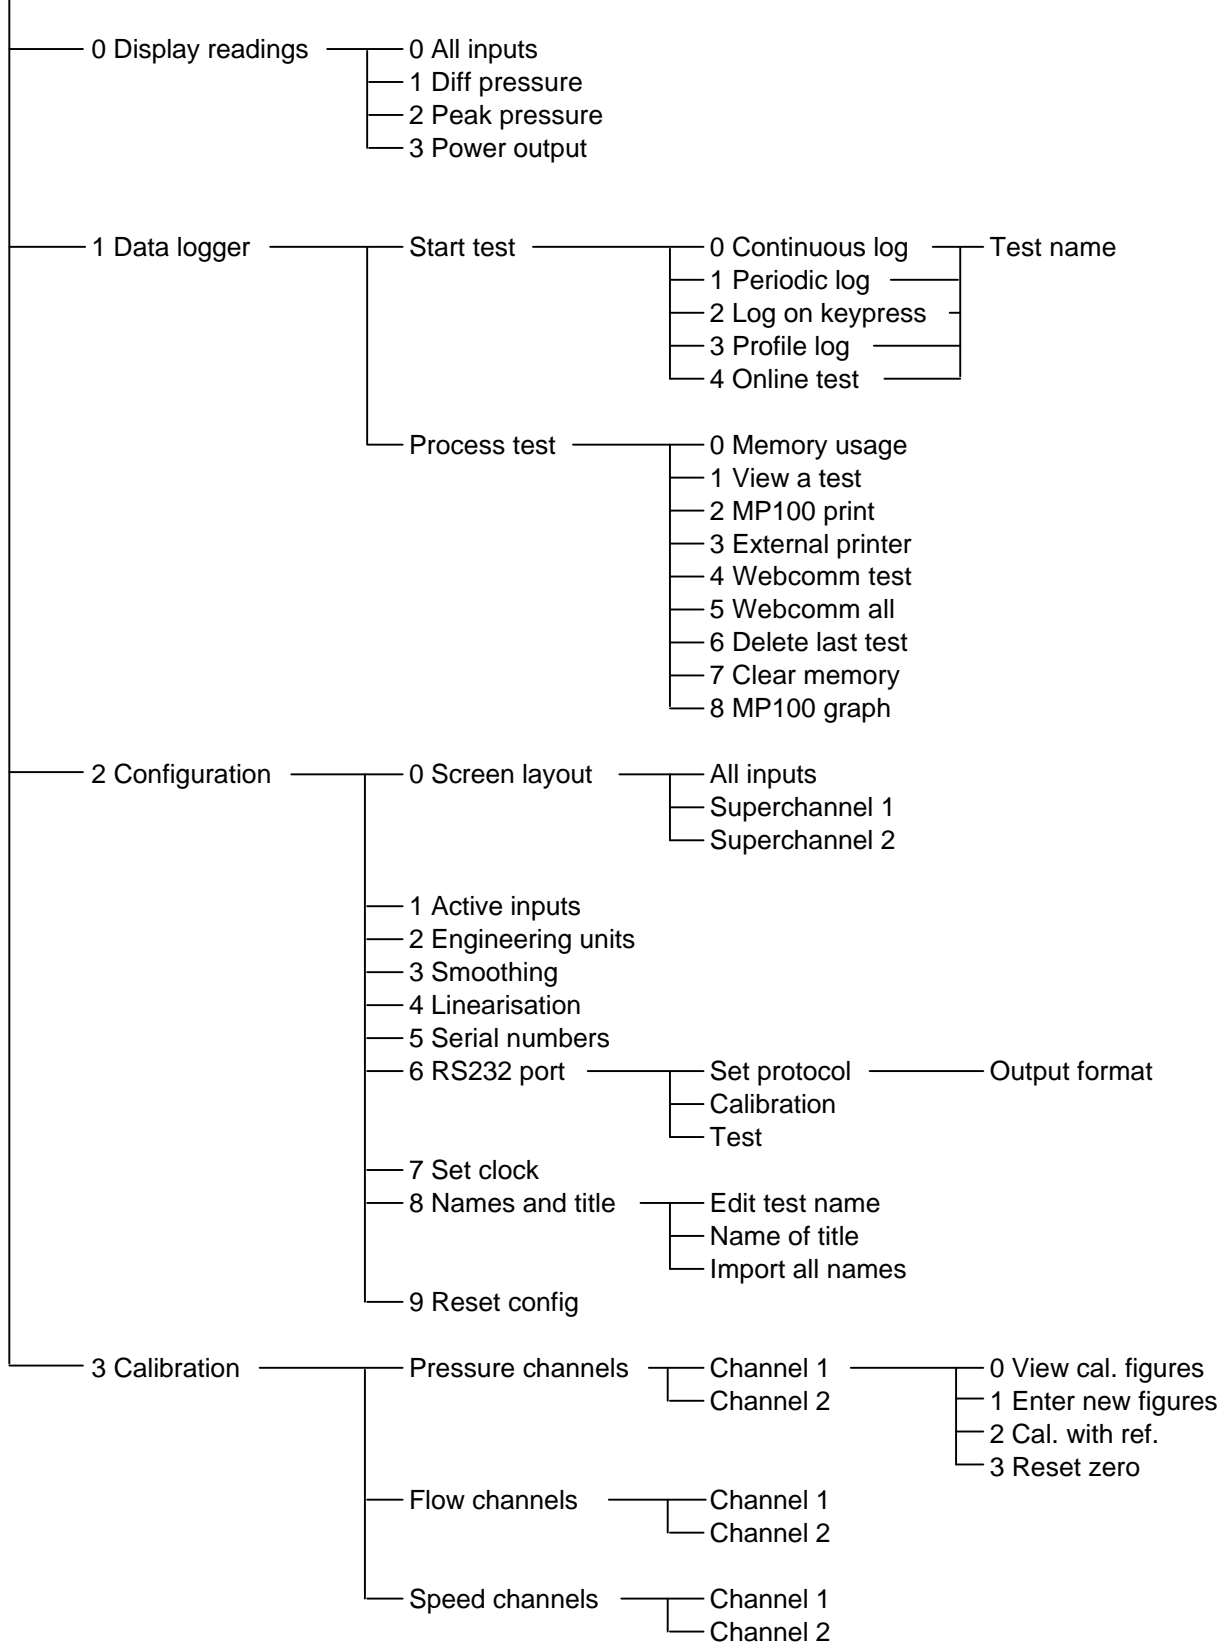 0 Display readings 0 All inputs
1 Diff pressure
2 Peak pressure
3 Power output
1 Data logger Start test 0 Continuous log Test name
1 Periodic log
2 Log on keypress
3 Profile log
4 Online test
Process test 0 Memory usage
1 View a test
2 MP100 print
3 External printer
4 Webcomm test
5 Webcomm all
6 Delete last test
7 Clear memory
8 MP100 graph
2 Configuration 0 Screen layout All inputs
Superchannel 1
Superchannel 2
1 Active inputs
2 Engineering units
3 Smoothing
4 Linearisation
5 Serial numbers
6 RS232 port Set protocol Output format
Calibration
Test
7 Set clock
8 Names and title Edit test name
Name of title
Import all names
9 Reset config
3 Calibration Pressure channels Channel 1 0 View cal. figures
Channel 2 1 Enter new figures
2 Cal. with ref.
3 Reset zero
Flow channels Channel 1
Channel 2
Speed channels Channel 1
Channel 2